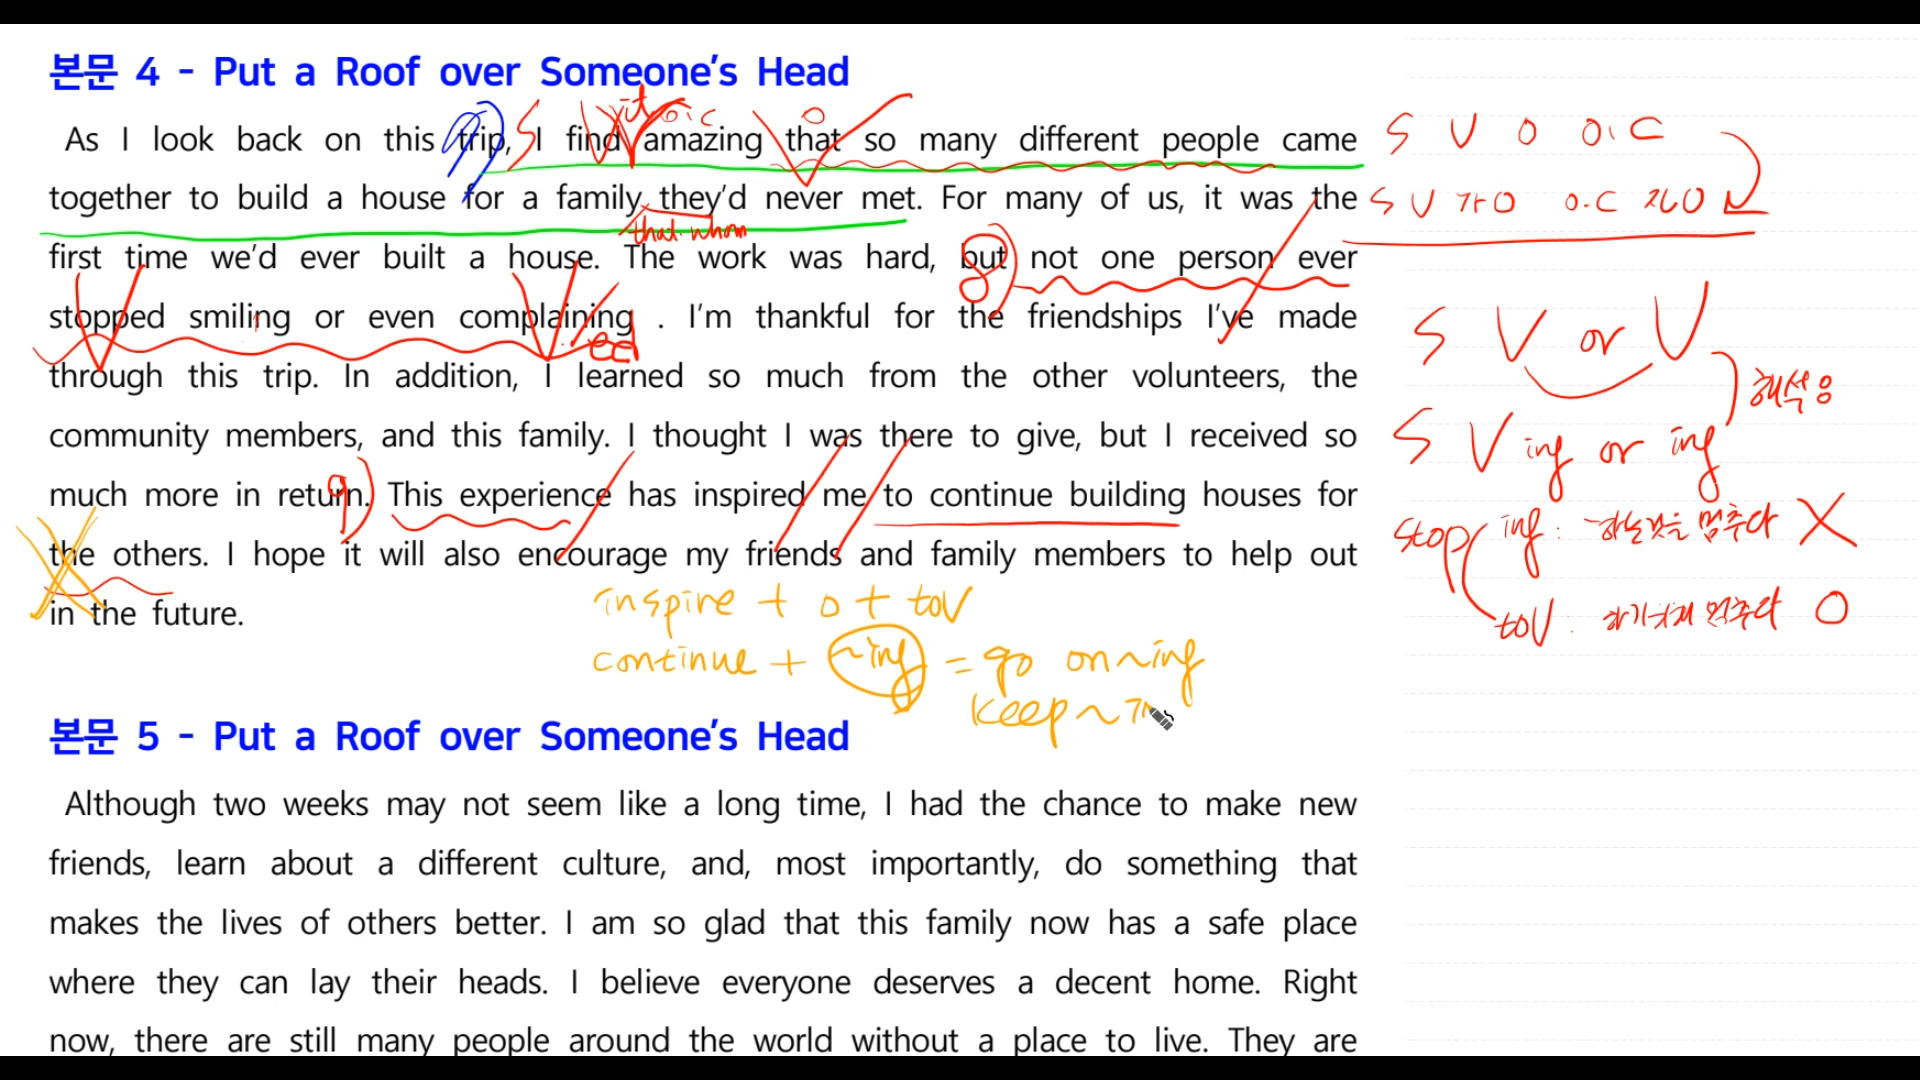 본문 4 - Put a Roof over Someone's Head
S V it o.c O
As I look back on this trip, I find amazing that so many different people came
together to build a house for a family they'd never met. For many of us, it was the
that whom
first time we'd ever built a house. The work was hard, but not one person ever
8)
stopped smiling or even complaining . I'm thankful for the friendships I've made
ed
through this trip. In addition, I learned so much from the other volunteers, the
community members, and this family. I thought I was there to give, but I received so
9)
much more in return. This experience has inspired me to continue building houses for
the others. I hope it will also encourage my friends and family members to help out
in the future.
inspire + o + toV
continue + ~ing = go on ~ing
keep ~
S V O O.C
S V 가O O.C 진O
S V or V
S V ing or ing
해석상
stop ing : ~하는것을 멈추다 X
toV : 하기위해 멈추다 O
본문 5 - Put a Roof over Someone's Head
Although two weeks may not seem like a long time, I had the chance to make new
friends, learn about a different culture, and, most importantly, do something that
makes the lives of others better. I am so glad that this family now has a safe place
where they can lay their heads. I believe everyone deserves a decent home. Right
now, there are still many people around the world without a place to live. They are